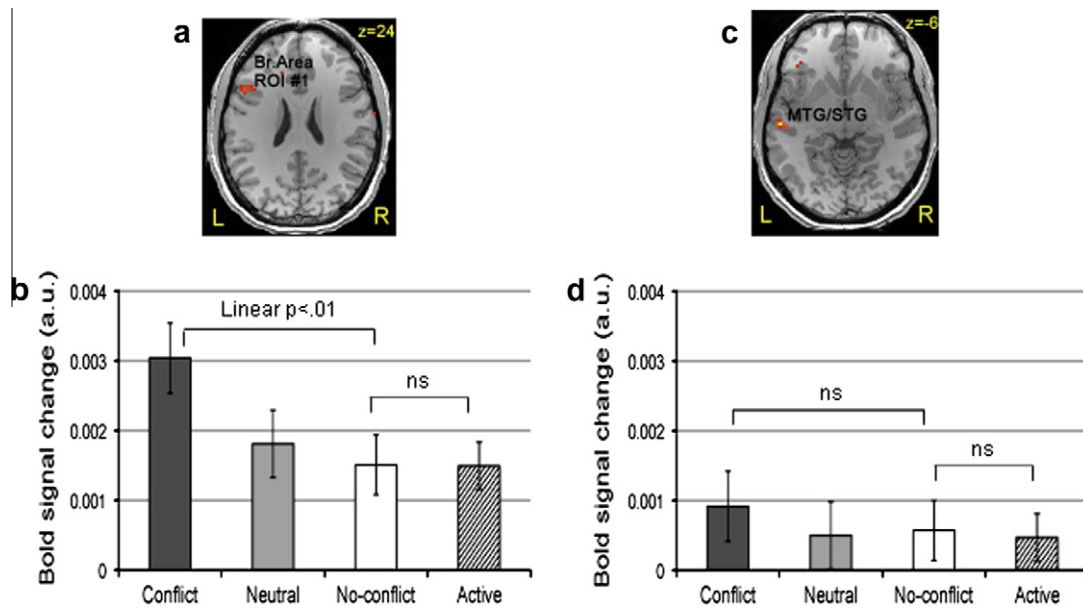 a
z=24
Br.Area
ROI #1
L
R
c
z=-6
MTG/STG
L
R
b
Bold signal change (a.u.)
0.004
0.003
0.002
0.001
0
Linear p<.01
ns
Conflict
Neutral
No-conflict
Active
d
Bold signal change (a.u.)
0.004
0.003
0.002
0.001
0
ns
ns
Conflict
Neutral
No-conflict
Active